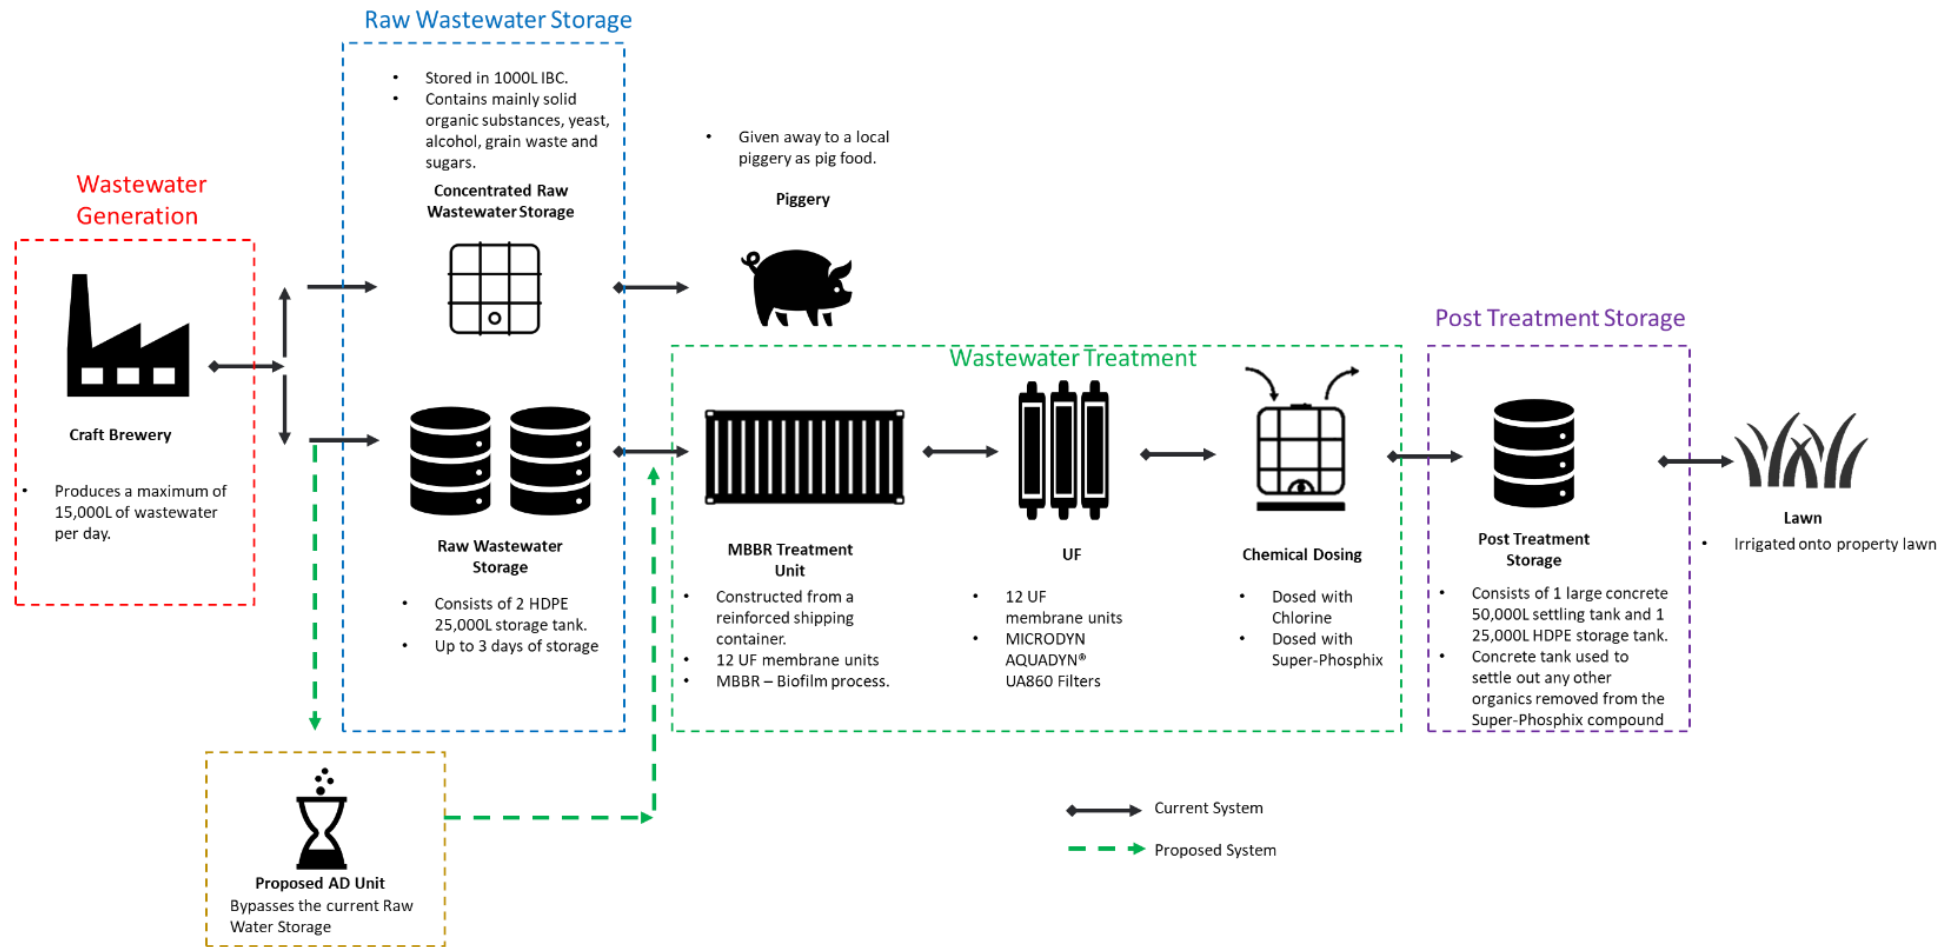 Raw Wastewater Storage
• Stored in 1000L IBC.
• Contains mainly solid
organic substances, yeast,
alcohol, grain waste and
sugars.
Concentrated Raw
Wastewater Storage
• Given away to a local
piggery as pig food.
Piggery
Wastewater
Generation
Craft Brewery
• Produces a maximum of
15,000L of wastewater
per day.
Raw Wastewater
Storage
• Consists of 2 HDPE
25,000L storage tank.
• Up to 3 days of storage
Wastewater Treatment
MBBR Treatment
Unit
• Constructed from a
reinforced shipping
container.
• 12 UF membrane units
• MBBR – Biofilm process.
UF
• 12 UF
membrane units
• MICRODYN
AQUADYN®
UA860 Filters
Chemical Dosing
• Dosed with
Chlorine
• Dosed with
Super-Phosphix
Post Treatment Storage
Post Treatment
Storage
• Consists of 1 large concrete
50,000L settling tank and 1
25,000L HDPE storage tank.
• Concrete tank used to
settle out any other
organics removed from the
Super-Phosphix compound
Lawn
• Irrigated onto property lawn
Proposed AD Unit
Bypasses the current Raw
Water Storage
Current System
Proposed System